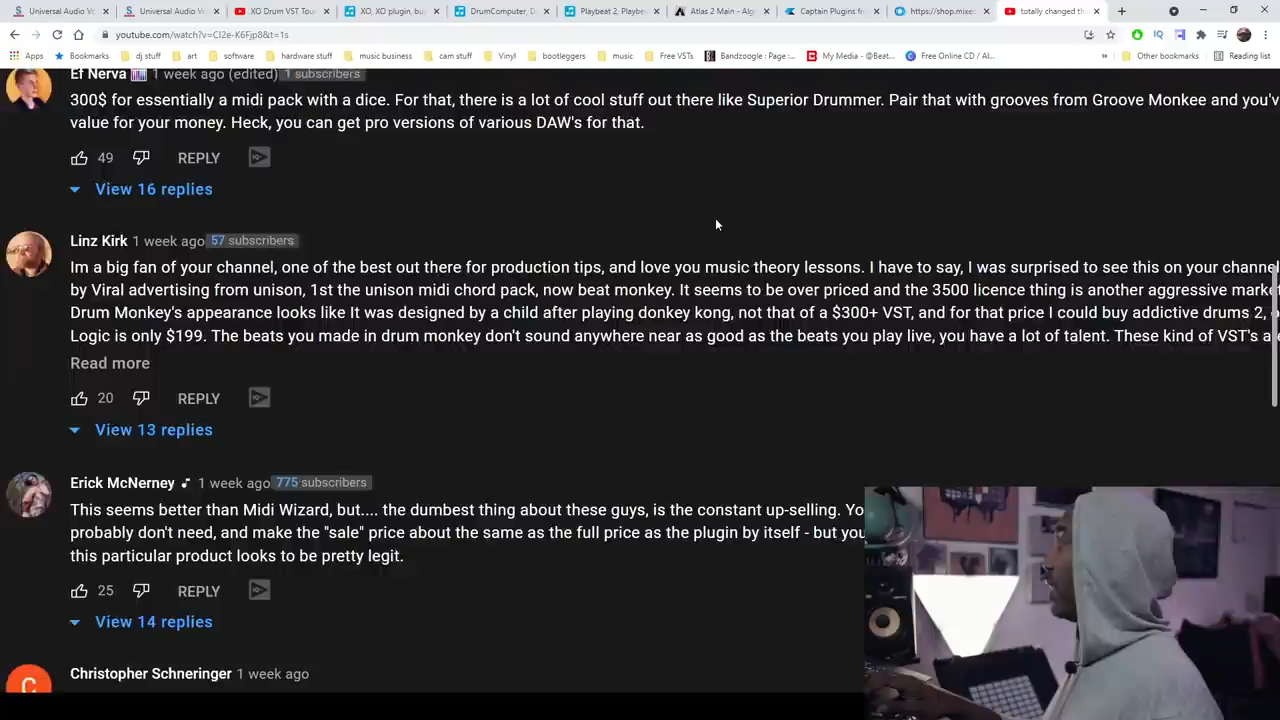 Universal Audio Vo
Universal Audio Vo
XO Drum VST Tour
XO, XO plugin, bu
DrumComputer, D
Playbeat 2, Playbe
Atlas 2 Main - Alg
Captain Plugins fr
https://shop.mixe
totally changed th
youtube.com/watch?v=CI2e-K6Fjp8&t=1s
Apps
Bookmarks
dj stuff
art
software
hardware
music business
cam stuff
Vinyl
bootleggers
music
Free VSTs
Bandzoogle : Page :...
My Media - @Beat...
Free Online CD / Al...
Other bookmarks
Reading list
Ef Nerva 1 week ago (edited) 1 subscribers
300$ for essentially a midi pack with a dice. For that, there is a lot of cool stuff out there like Superior Drummer. Pair that with grooves from Groove Monkee and you'v
value for your money. Heck, you can get pro versions of various DAW's for that.
49 REPLY
View 16 replies
Linz Kirk 1 week ago 57 subscribers
Im a big fan of your channel, one of the best out there for production tips, and love you music theory lessons. I have to say, I was surprised to see this on your channel
by Viral advertising from unison, 1st the unison midi chord pack, now beat monkey. It seems to be over priced and the 3500 licence thing is another aggressive market
Drum Monkey's appearance looks like It was designed by a child after playing donkey kong, not that of a $300+ VST, and for that price I could buy addictive drums 2,
Logic is only $199. The beats you made in drum monkey don't sound anywhere near as good as the beats you play live, you have a lot of talent. These kind of VST's a
Read more
20 REPLY
View 13 replies
Erick McNerney 1 week ago 775 subscribers
This seems better than Midi Wizard, but.... the dumbest thing about these guys, is the constant up-selling. Yo
probably don't need, and make the "sale" price about the same as the full price as the plugin by itself - but you
this particular product looks to be pretty legit.
25 REPLY
View 14 replies
Christopher Schneringer 1 week ago
C